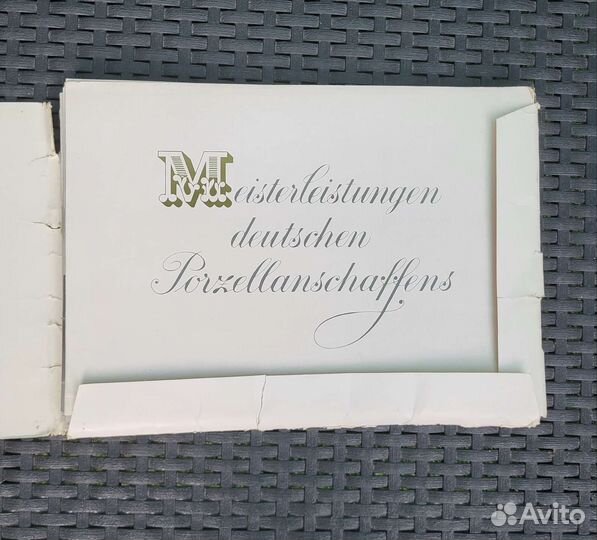 Meisterleistungen
deutschen
Porzellanschaffens
Avito